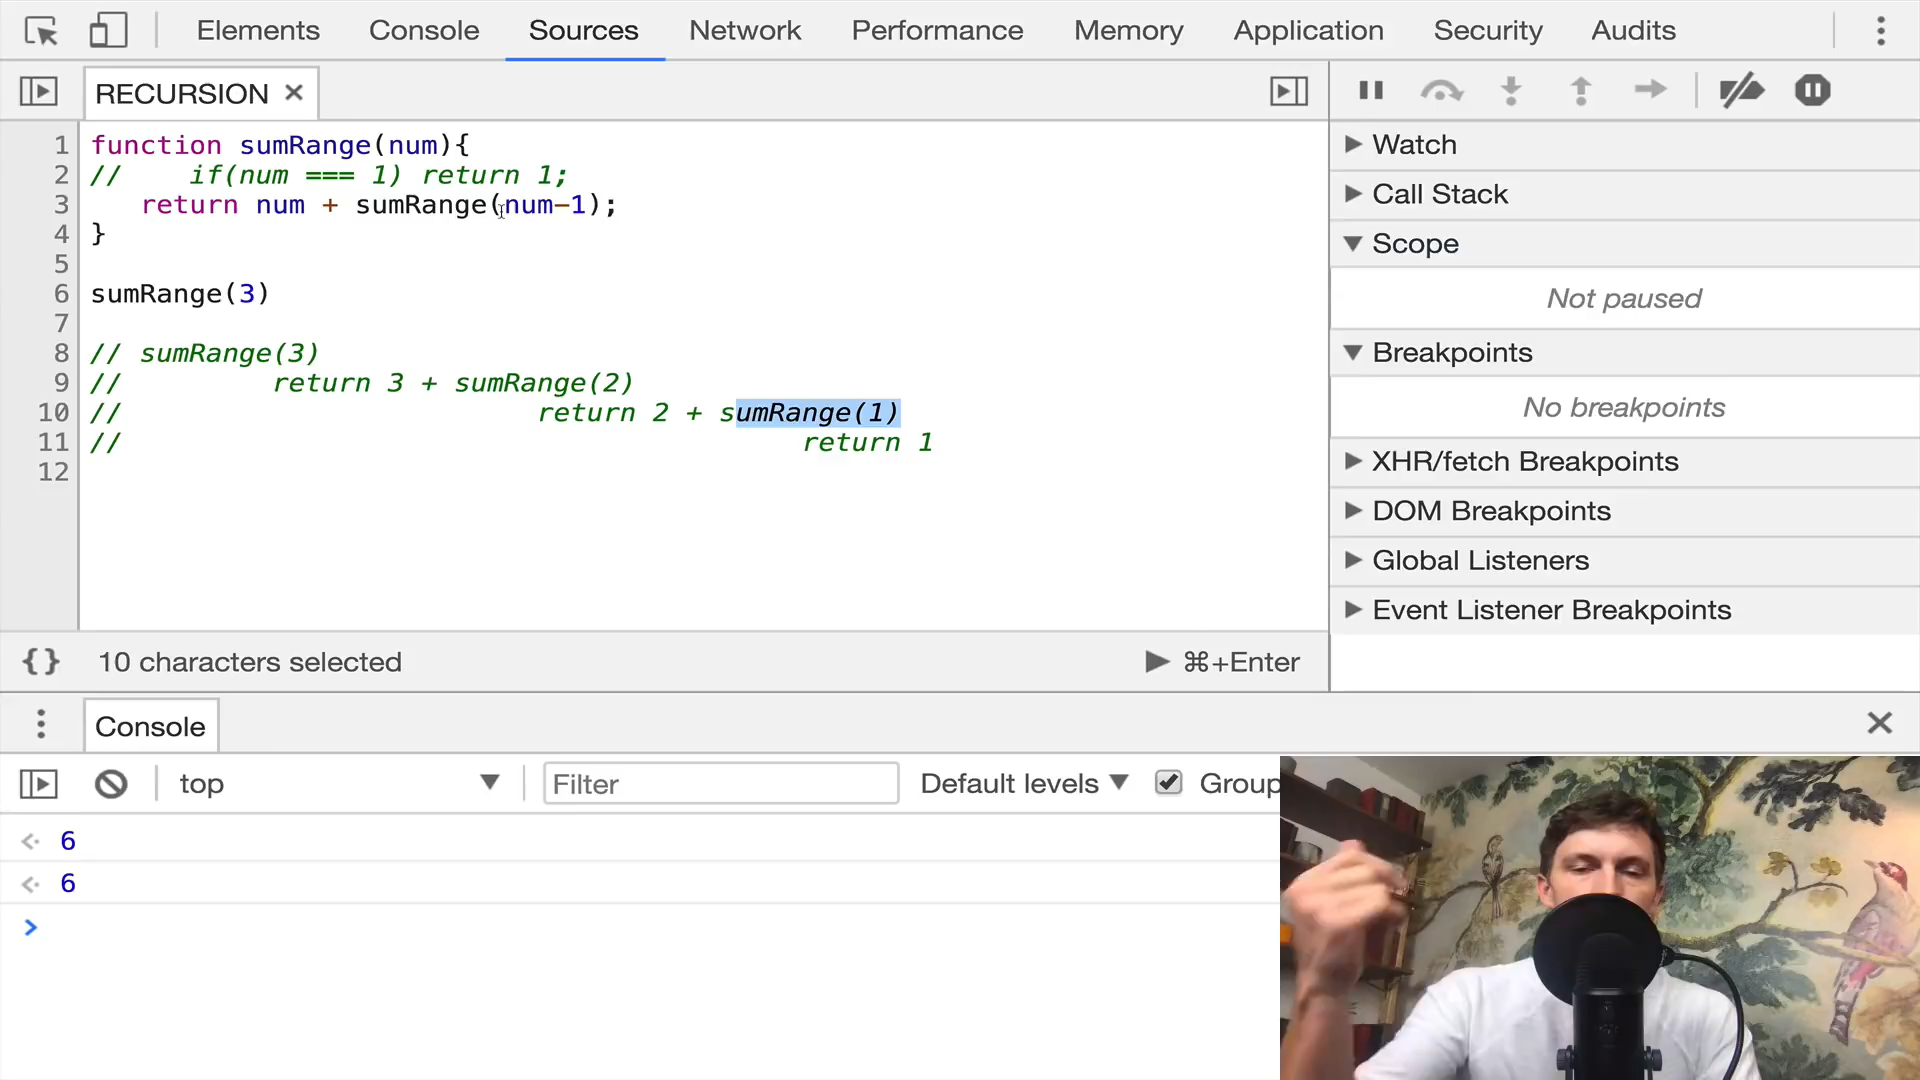 Elements Console Sources Network Performance Memory Application Security Audits
RECURSION ×
1 function sumRange(num){
2 //    if(num === 1) return 1;
3    return num + sumRange(num-1);
4 }
5
6 sumRange(3)
7
8 // sumRange(3)
9 //         return 3 + sumRange(2)
10 //                         return 2 + sumRange(1)
11 //                                         return 1
12
{} 10 characters selected ⌘+Enter
Watch
Call Stack
Scope
Not paused
Breakpoints
No breakpoints
XHR/fetch Breakpoints
DOM Breakpoints
Global Listeners
Event Listener Breakpoints
Console
top Filter Default levels Group
6
6